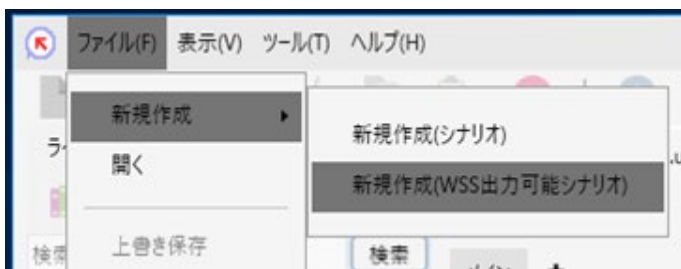 ファイル(F) 表示(V) ツール(T) ヘルプ(H)
新規作成
新規作成(シナリオ)
開く
新規作成(WSS出力可能シナリオ)
上書き保存
検索
検索